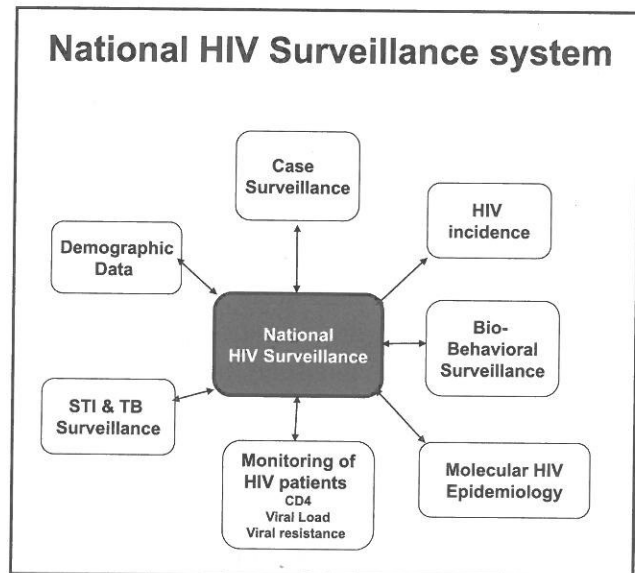 National HIV Surveillance system
Case
Surveillance
HIV
incidence
Demographic
Data
National
HIV Surveillance
Bio-
Behavioral
Surveillance
STI & TB
Surveillance
Monitoring of
HIV patients
CD4
Viral Load
Viral resistance
Molecular HIV
Epidemiology